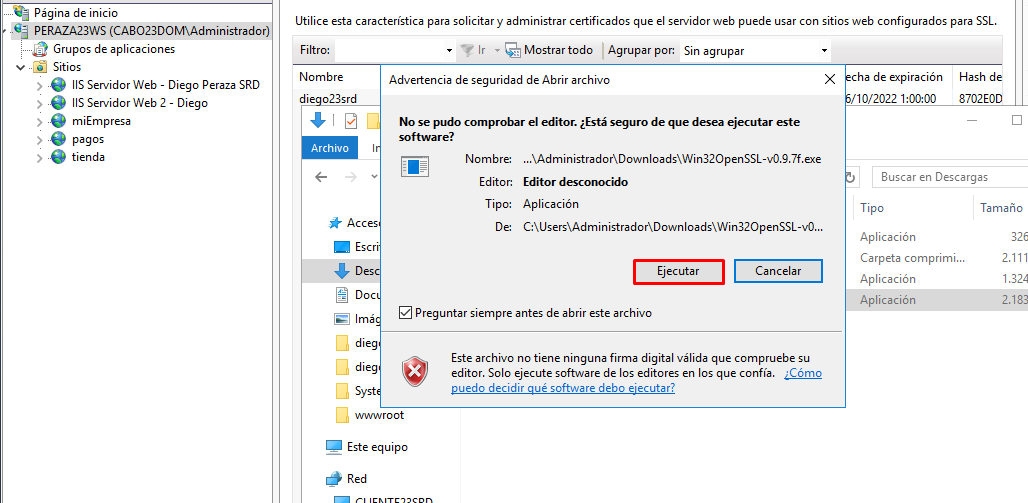 Página de inicio
PERAZA23WS (CABO23DOM\Administrador)
Grupos de aplicaciones
Sitios
IIS Servidor Web - Diego Peraza SRD
IIS Servidor Web 2 - Diego
miEmpresa
pagos
tienda
Utilice esta característica para solicitar y administrar certificados que el servidor web puede usar con sitios web configurados para SSL.
Filtro: Ir Mostrar todo Agrupar por: Sin agrupar
Nombre echa de expiración Hash de
diego23srd 6/10/2022 1:00:00 8702E0D
Advertencia de seguridad de Abrir archivo
No se pudo comprobar el editor. ¿Está seguro de que desea ejecutar este
software?
Nombre: ...\Administrador\Downloads\Win32OpenSSL-v0.9.7f.exe
Editor: Editor desconocido
Tipo: Aplicación
De: C:\Users\Administrador\Downloads\Win32OpenSSL-v0...
Ejecutar Cancelar
Preguntar siempre antes de abrir este archivo
Este archivo no tiene ninguna firma digital válida que compruebe su
editor. Solo ejecute software de los editores en los que confía. ¿Cómo
puedo decidir qué software debo ejecutar?
Archivo In
Buscar en Descargas
Tipo Tamaño
Aplicación 326
Carpeta comprimi... 2.111
Aplicación 1.324
Aplicación 2.183
Acceso
Escrit
Desc
Docu
Imág
dieg
dieg
Syste
wwwroot
Este equipo
Red
CLIENTE23SRD